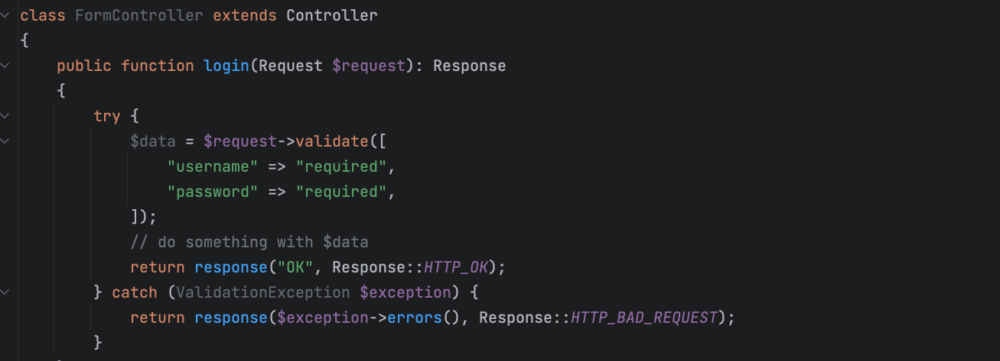 class FormController extends Controller
{
    public function login(Request $request): Response
    {
        try {
            $data = $request->validate([
                "username" => "required",
                "password" => "required",
            ]);
            // do something with $data
            return response("OK", Response::HTTP_OK);
        } catch (ValidationException $exception) {
            return response($exception->errors(), Response::HTTP_BAD_REQUEST);
        }